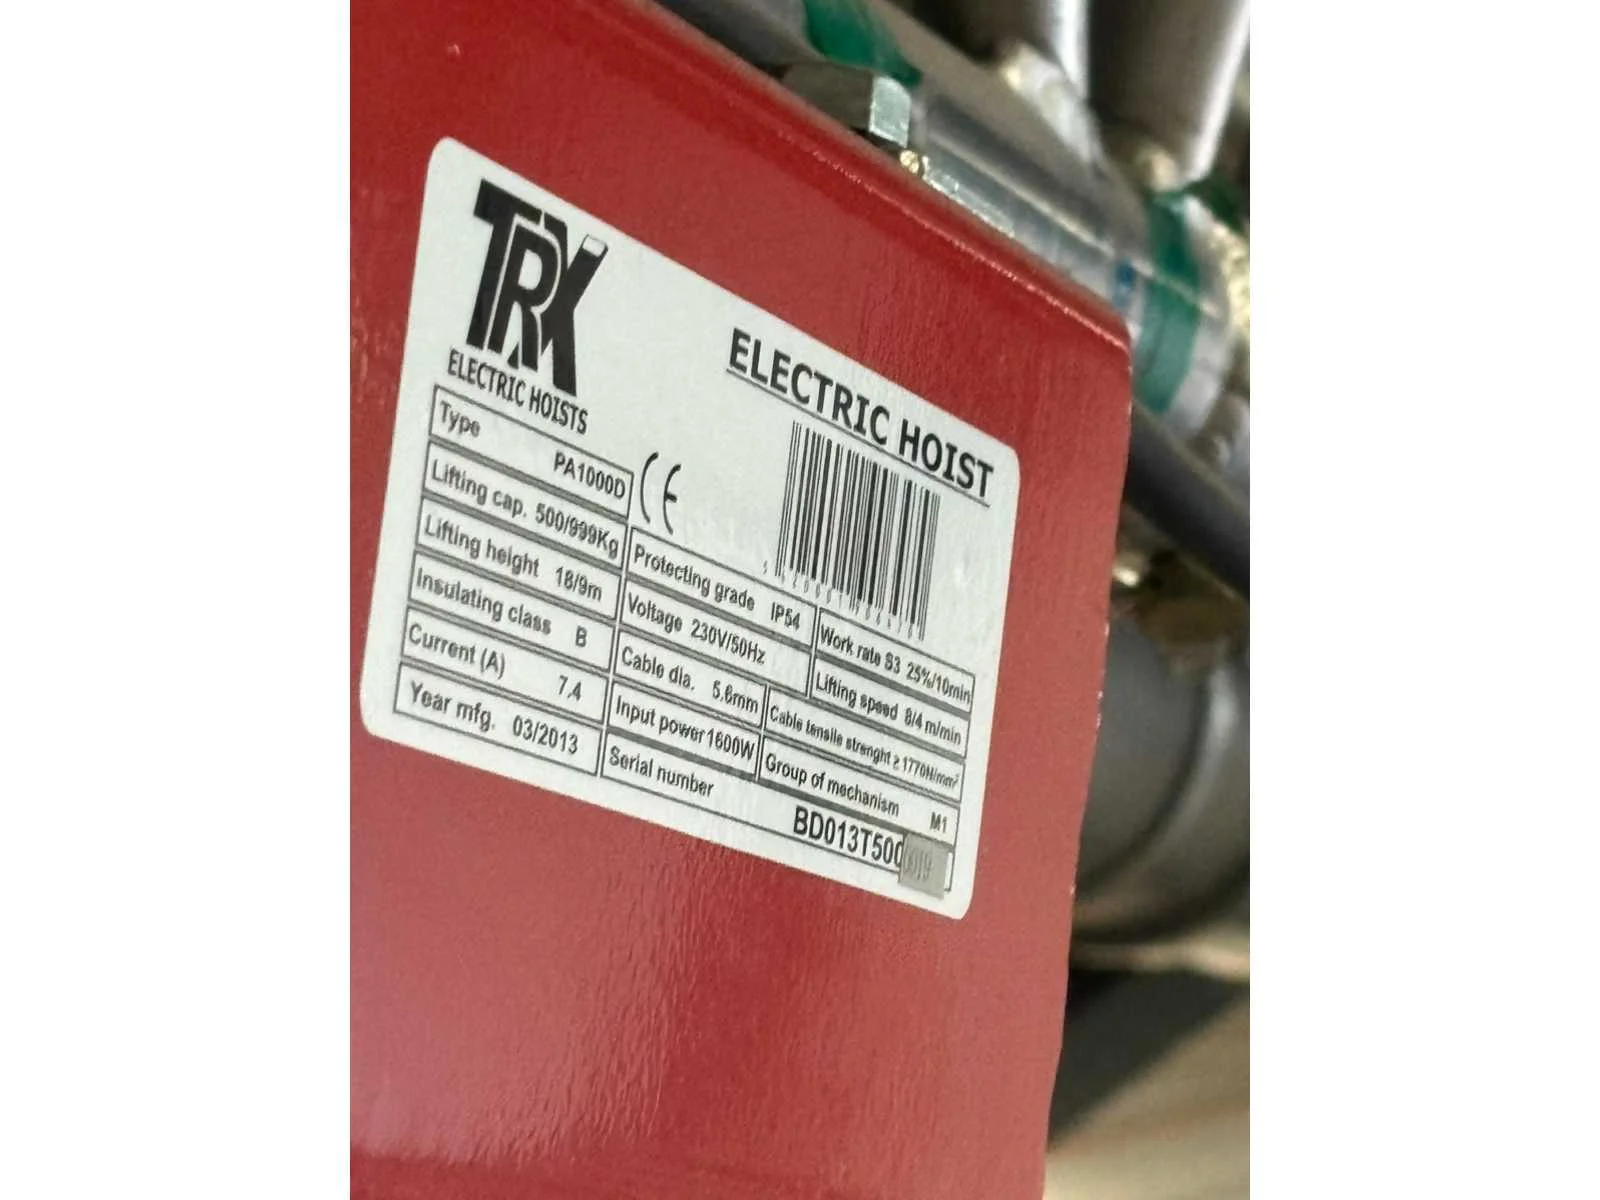 TRX
ELECTRIC HOISTS
ELECTRIC HOIST
CE
Type PA1000D
Lifting cap. 500/999Kg
Lifting height 18/9m
Insulating class B
Current (A) 7.4
Year mfg. 03/2013
Protecting grade IP54
Voltage 230V/50Hz
Cable dia. 5.6mm
Input power 1600W
Serial number BD013T500
Work rate S3 25%/10min
Lifting speed 8/4 m/min
Cable tensile strenght ≥ 1770N/mm²
Group of mechanism M1